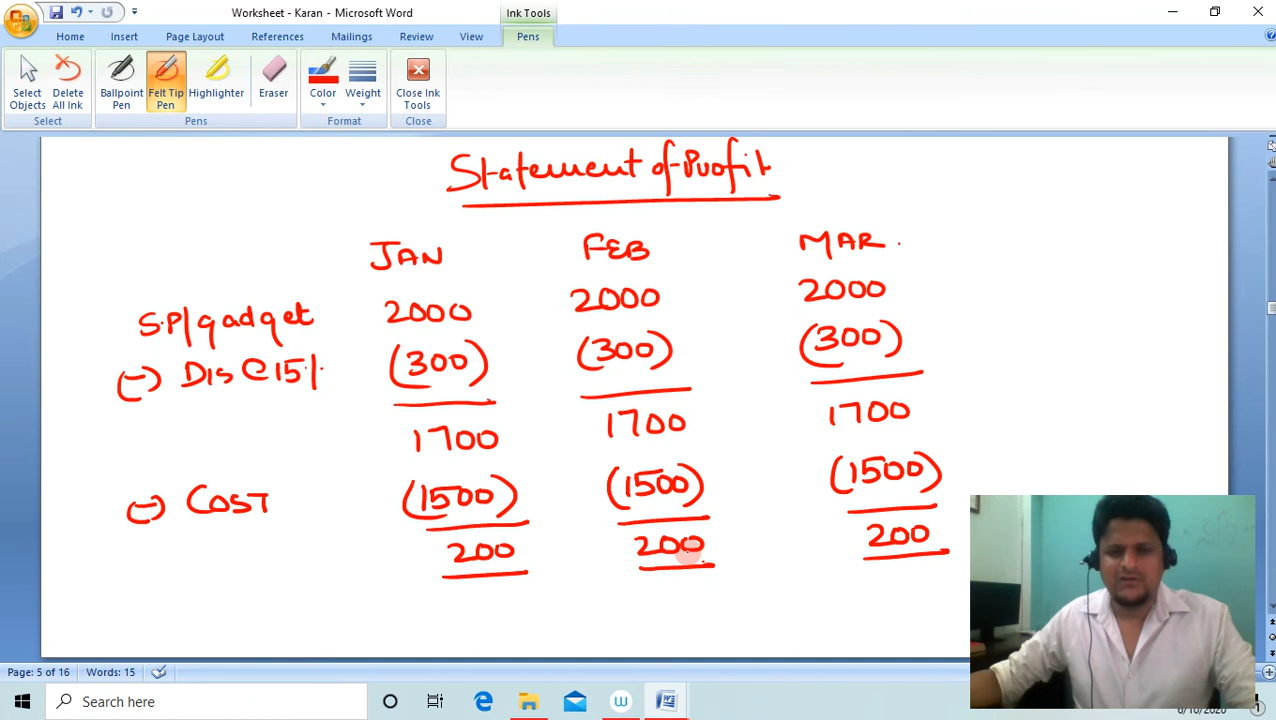 Worksheet - Karan - Microsoft Word
Ink Tools
Home Insert Page Layout References Mailings Review View Pens
Select Objects
Delete All Ink
Ballpoint Pen
Felt Tip Pen
Highlighter
Eraser
Color
Weight
Close Ink Tools
Select Pens Format Close
Statement of Profit
JAN FEB MAR.
S.P/gadget 2000 2000 2000
(-) Dis @ 15% (300) (300) (300)
1700 1700 1700
(-) COST (1500) (1500) (1500)
200 200 200
Page: 5 of 16 Words: 15
Search here
6/10/2020